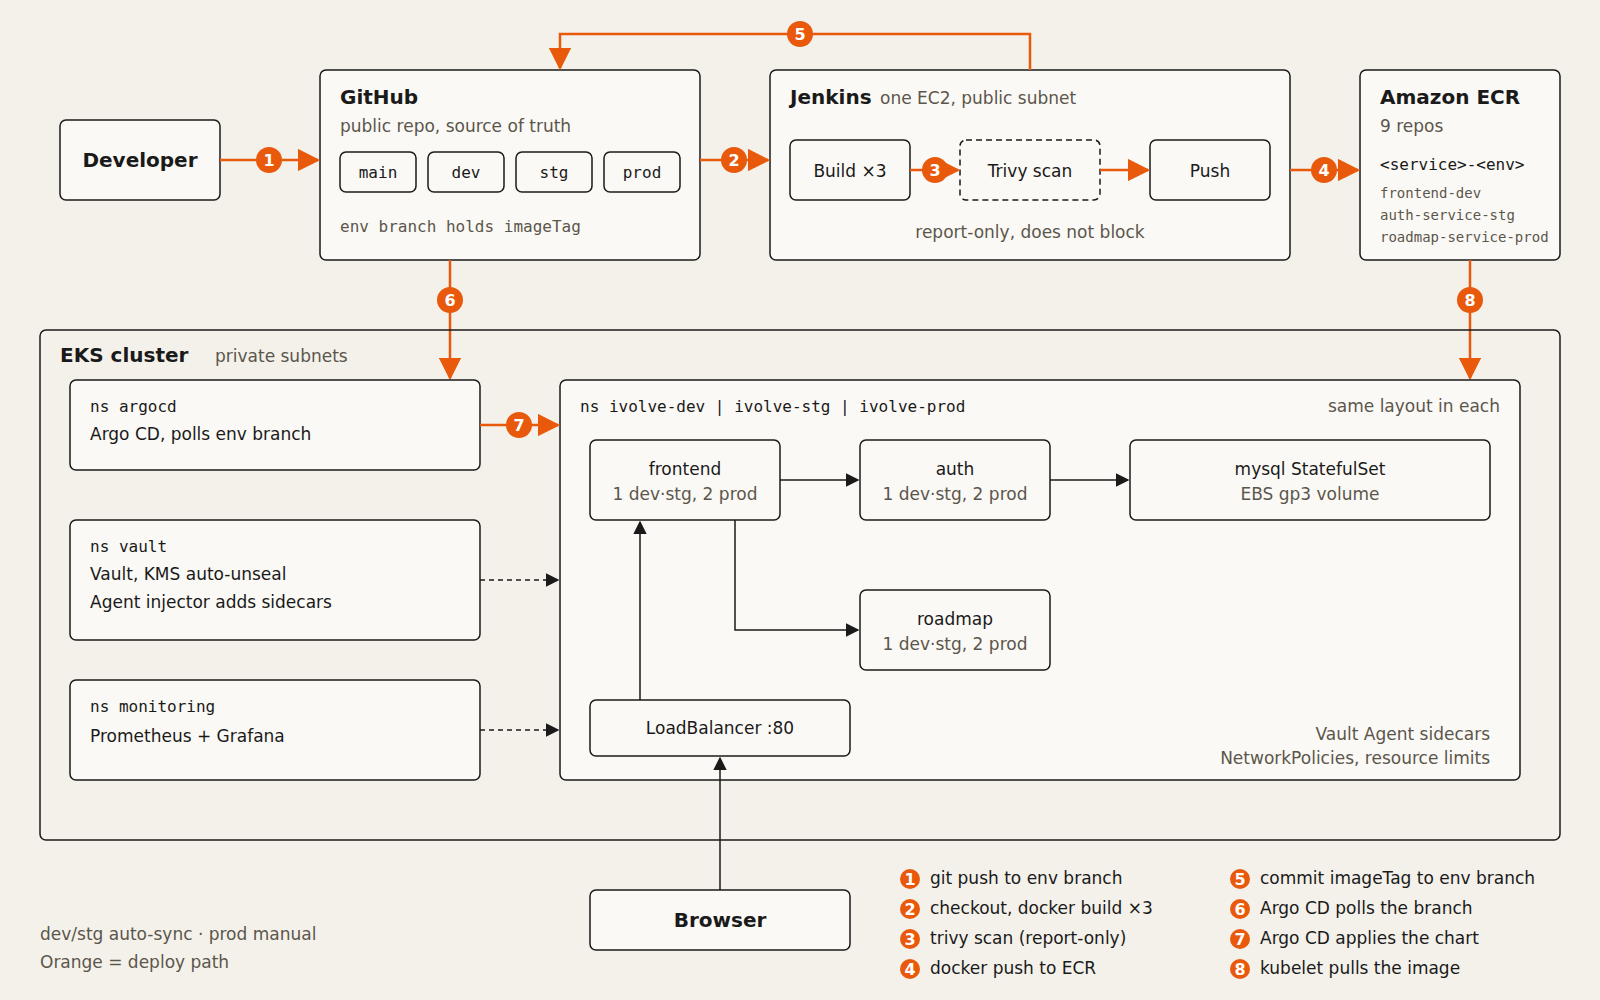 5
GitHub
public repo, source of truth
main
dev
stg
prod
env branch holds imageTag
Jenkins one EC2, public subnet
Build ×3
3
Trivy scan
Push
report-only, does not block
Amazon ECR
9 repos
<service>-<env>
frontend-dev
auth-service-stg
roadmap-service-prod
Developer
1
2
4
6
8
EKS cluster private subnets
ns argocd
Argo CD, polls env branch
7
ns vault
Vault, KMS auto-unseal
Agent injector adds sidecars
ns monitoring
Prometheus + Grafana
ns ivolve-dev | ivolve-stg | ivolve-prod
same layout in each
frontend
1 dev·stg, 2 prod
auth
1 dev·stg, 2 prod
mysql StatefulSet
EBS gp3 volume
roadmap
1 dev·stg, 2 prod
LoadBalancer :80
Vault Agent sidecars
NetworkPolicies, resource limits
Browser
dev/stg auto-sync · prod manual
Orange = deploy path
1 git push to env branch
2 checkout, docker build ×3
3 trivy scan (report-only)
4 docker push to ECR
5 commit imageTag to env branch
6 Argo CD polls the branch
7 Argo CD applies the chart
8 kubelet pulls the image